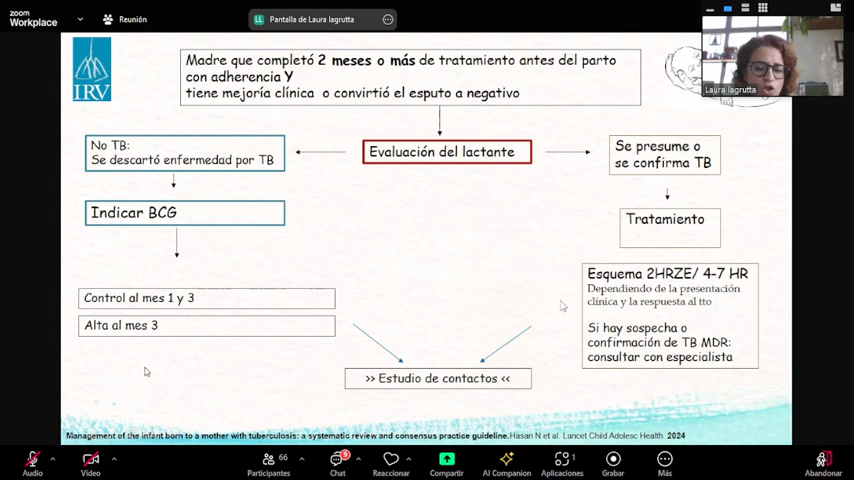 zoom
Workplace
Reunión
LL
Pantalla de Laura lagrutta
IRV
Madre que completó 2 meses o más de tratamiento antes del parto
con adherencia Y
tiene mejoría clínica o convirtió el esputo a negativo
Laura lagrutta
No TB:
Se descartó enfermedad por TB
Evaluación del lactante
Se presume o
se confirma TB
Indicar BCG
Tratamiento
Esquema 2HRZE/ 4-7 HR
Dependiendo de la presentación
clínica y la respuesta al tto
Si hay sospecha o
confirmación de TB MDR:
consultar con especialista
Control al mes 1 y 3
Alta al mes 3
>> Estudio de contactos <<
Management of the infant born to a mother with tuberculosis: a systematic review and consensus practice guideline. Hasan N et al. Lancet Child Adolesc Health. 2024
Audio
Video
66
Participantes
9
Chat
Reaccionar
Compartir
AI Companion
1
Aplicaciones
Grabar
Más
Abandonar